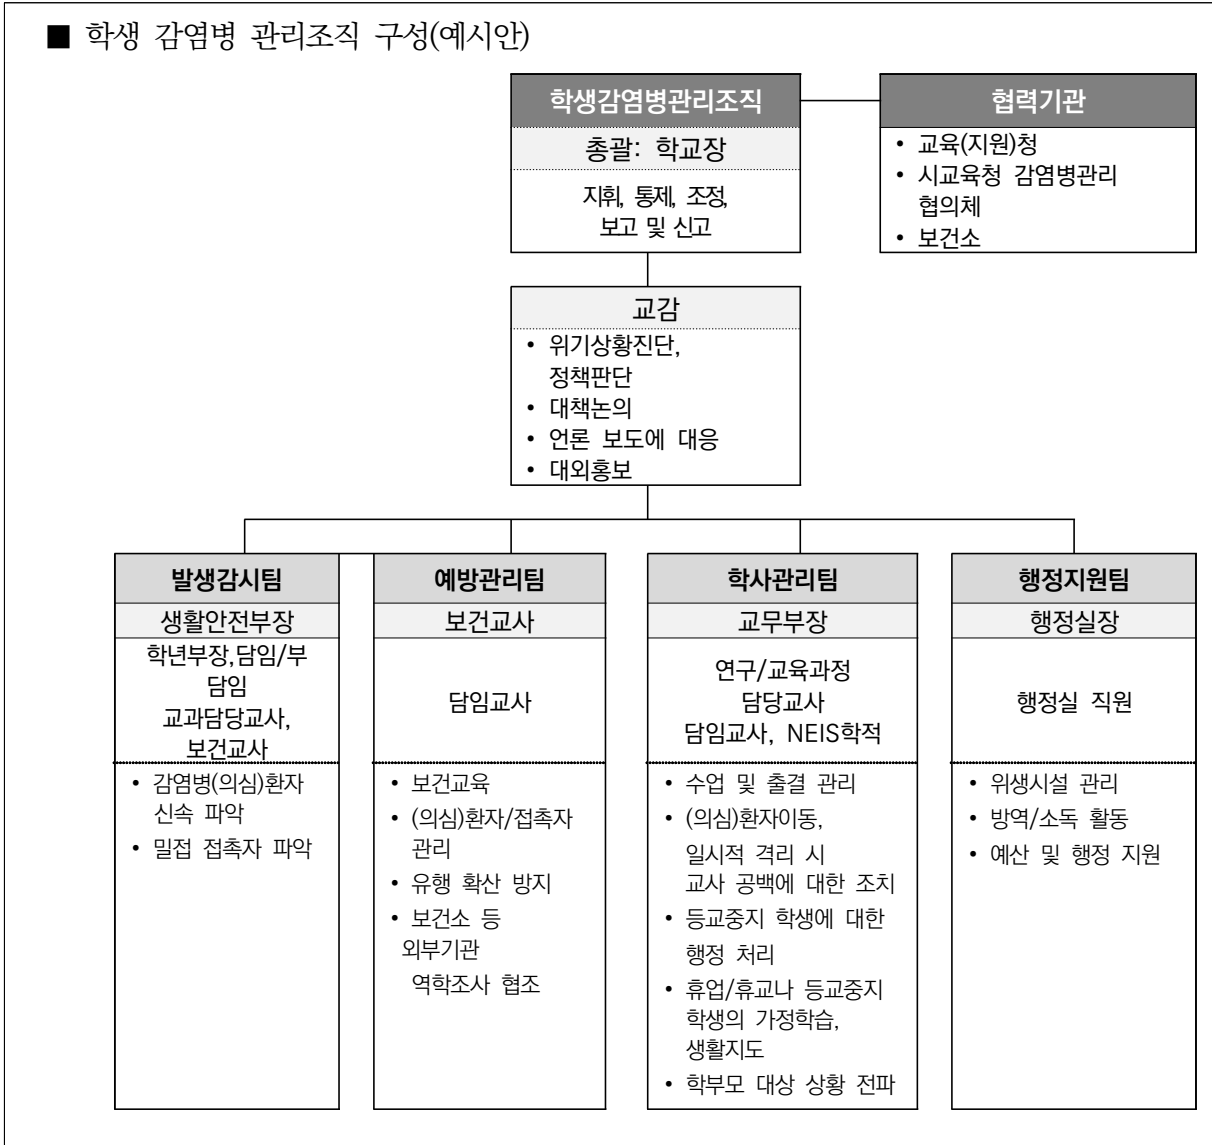 ■ 학생 감염병 관리조직 구성(예시안)
학생감염병관리조직
총괄: 학교장
지휘, 통제, 조정,
보고 및 신고
협력기관
• 교육(지원)청
• 시교육청 감염병관리
협의체
• 보건소
교감
• 위기상황진단,
정책판단
• 대책논의
• 언론 보도에 대응
• 대외홍보
발생감시팀
생활안전부장
학년부장,담임/부
담임
교과담당교사,
보건교사
• 감염병(의심)환자
신속 파악
• 밀접 접촉자 파악
예방관리팀
보건교사
담임교사
• 보건교육
• (의심)환자/접촉자
관리
• 유행 확산 방지
• 보건소 등
외부기관
역학조사 협조
학사관리팀
교무부장
연구/교육과정
담당교사
담임교사, NEIS학적
• 수업 및 출결 관리
• (의심)환자이동,
일시적 격리 시
교사 공백에 대한 조치
• 등교중지 학생에 대한
행정 처리
• 휴업/휴교나 등교중지
학생의 가정학습,
생활지도
• 학부모 대상 상황 전파
행정지원팀
행정실장
행정실 직원
• 위생시설 관리
• 방역/소독 활동
• 예산 및 행정 지원